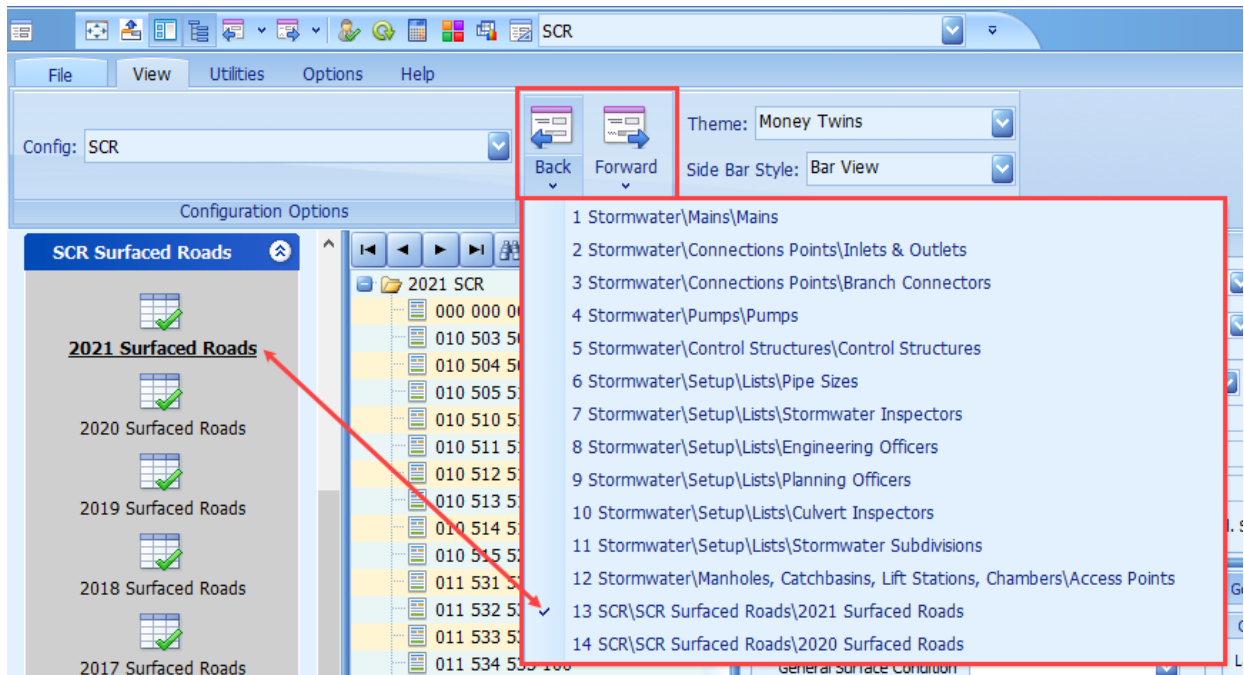 SCR
File View Utilities Options Help
Config: SCR
Back Forward
Theme: Money Twins
Side Bar Style: Bar View
Configuration Options
SCR Surfaced Roads
2021 Surfaced Roads
2020 Surfaced Roads
2019 Surfaced Roads
2018 Surfaced Roads
2017 Surfaced Roads
2021 SCR
000 000
010 503
010 504
010 505
010 510
010 511
010 512
010 513
010 514
010 515
011 531
011 532
011 533
011 534
1 Stormwater\Mains\Mains
2 Stormwater\Connections Points\Inlets & Outlets
3 Stormwater\Connections Points\Branch Connectors
4 Stormwater\Pumps\Pumps
5 Stormwater\Control Structures\Control Structures
6 Stormwater\Setup\Lists\Pipe Sizes
7 Stormwater\Setup\Lists\Stormwater Inspectors
8 Stormwater\Setup\Lists\Engineering Officers
9 Stormwater\Setup\Lists\Planning Officers
10 Stormwater\Setup\Lists\Culvert Inspectors
11 Stormwater\Setup\Lists\Stormwater Subdivisions
12 Stormwater\Manholes, Catchbasins, Lift Stations, Chambers\Access Points
13 SCR\SCR Surfaced Roads\2021 Surfaced Roads
14 SCR\SCR Surfaced Roads\2020 Surfaced Roads
General Surface Condition